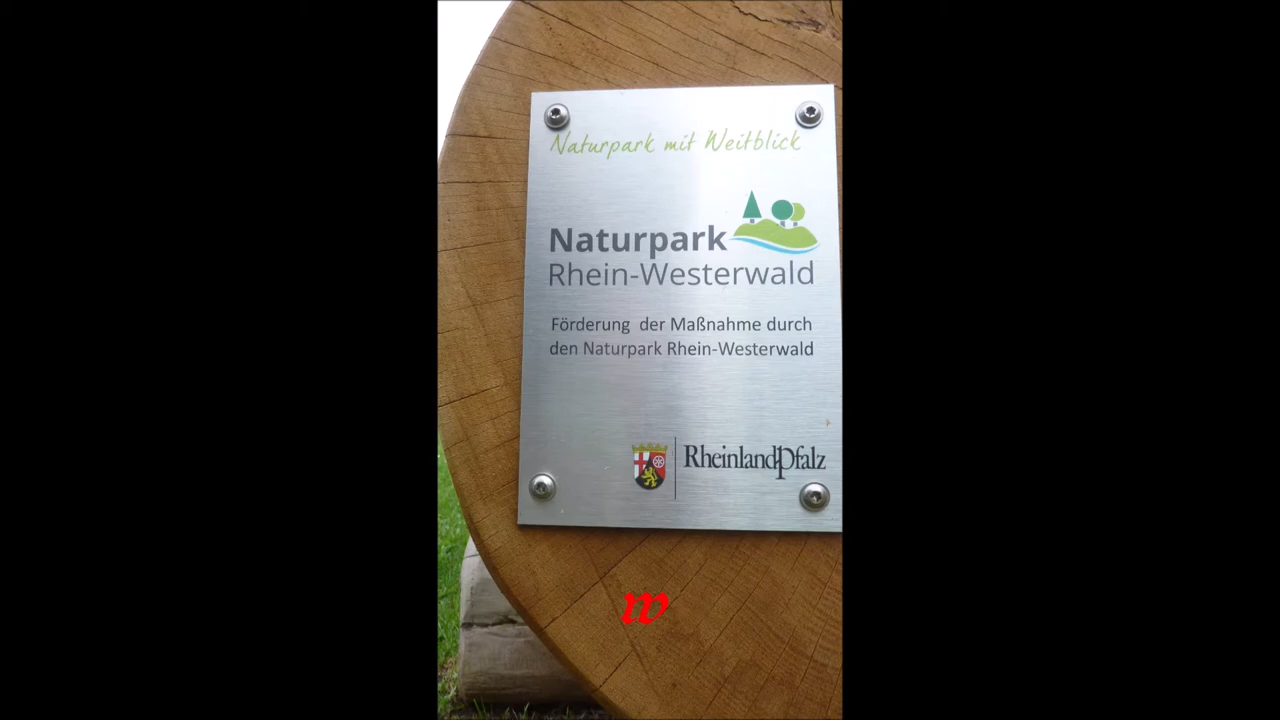 Naturpark mit Weitblick
Naturpark
Rhein-Westerwald
Förderung der Maßnahme durch
den Naturpark Rhein-Westerwald
RheinlandPfalz
w